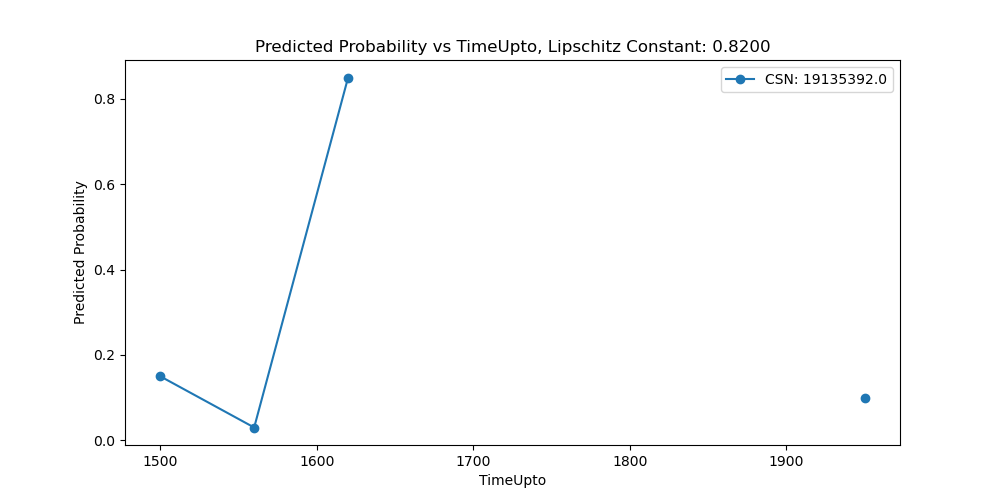 Predicted Probability vs TimeUpto, Lipschitz Constant: 0.8200
CSN: 19135392.0
Predicted Probability
0.8
0.6
0.4
0.2
0.0
1500 1600 1700 1800 1900
TimeUpto